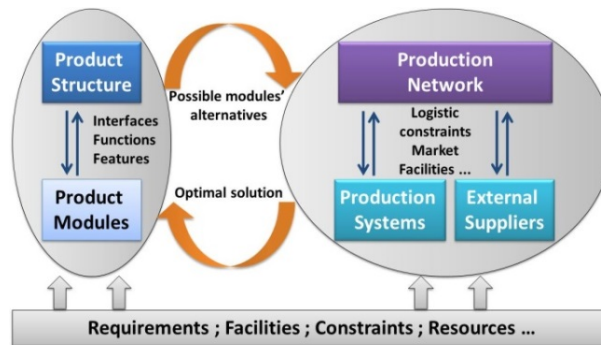 Product
Structure
Interfaces
Functions
Features
Product
Modules
Possible modules'
alternatives
Optimal solution
Production
Network
Logistic
constraints
Market
Facilities ...
Production
Systems
External
Suppliers
Requirements ; Facilities ; Constraints ; Resources ...